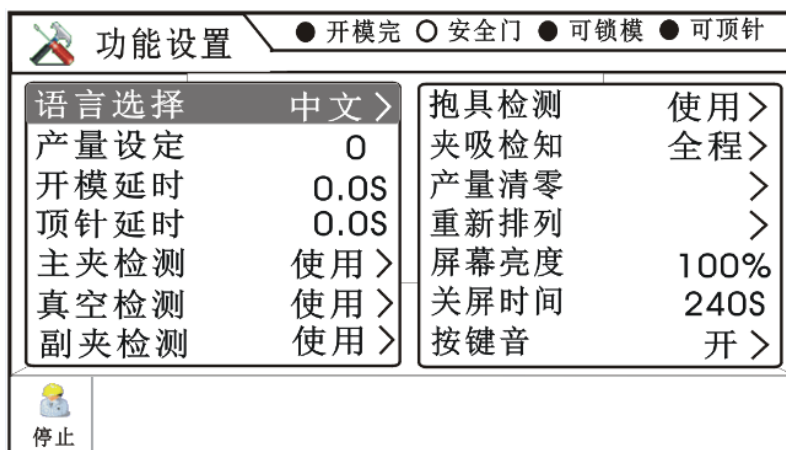 功能设置
● 开模完 ○ 安全门 ● 可锁模 ● 可顶针
语言选择 中文 >
产量设定 0
开模延时 0.0S
顶针延时 0.0S
主夹检测 使用 >
真空检测 使用 >
副夹检测 使用 >
抱具检测 使用 >
夹吸检知 全程 >
产量清零 >
重新排列 >
屏幕亮度 100%
关屏时间 240S
按键音 开 >
停止